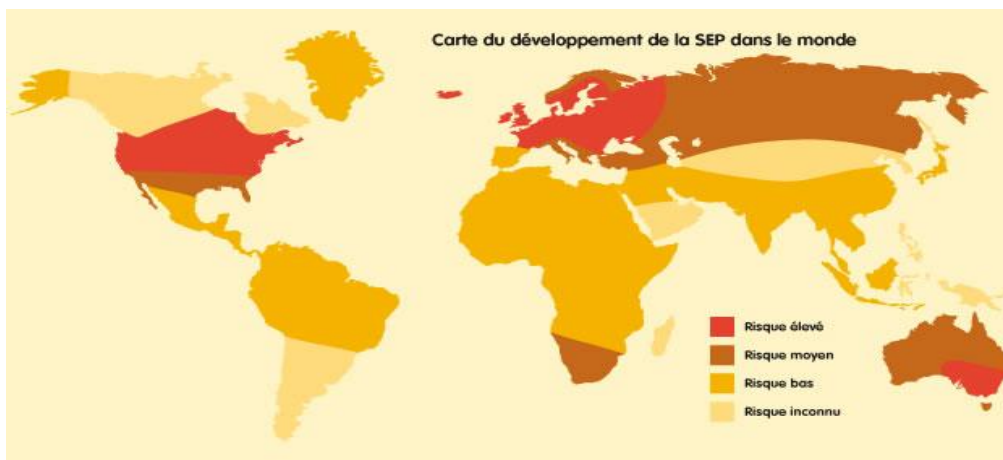 Carte du développement de la SEP dans le monde
Risque élevé
Risque moyen
Risque bas
Risque inconnu